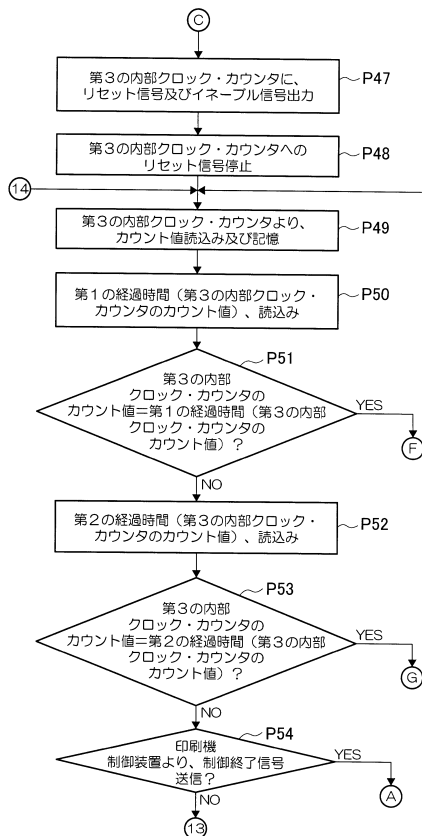 C
第3の内部クロック・カウンタに、
リセット信号及びイネーブル信号出力
P47
第3の内部クロック・カウンタへの
リセット信号停止
P48
14
第3の内部クロック・カウンタより、
カウント値読込み及び記憶
P49
第1の経過時間（第3の内部クロック・
カウンタのカウント値）、読込み
P50
P51
第3の内部
クロック・カウンタの
カウント値＝第1の経過時間（第3の内部
クロック・カウンタの
カウント値）？
YES
F
NO
第2の経過時間（第3の内部クロック・
カウンタのカウント値）、読込み
P52
P53
第3の内部
クロック・カウンタの
カウント値＝第2の経過時間（第3の内部
クロック・カウンタの
カウント値）？
YES
G
NO
P54
印刷機
制御装置より、制御終了信号
送信？
YES
A
NO
13